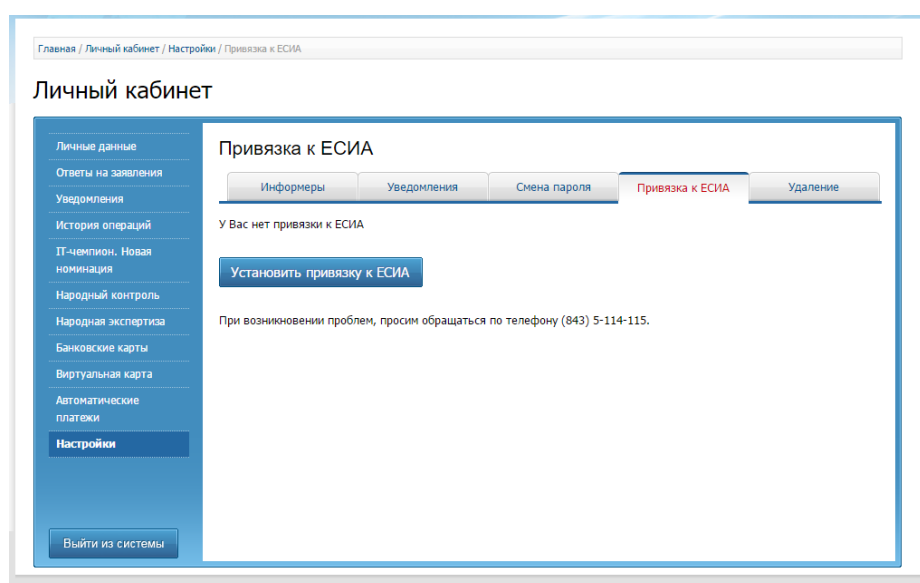 Главная / Личный кабинет / Настройки / Привязка к ЕСИА
Личный кабинет
Личные данные
Ответы на заявления
Уведомления
История операций
IT-чемпион. Новая
номинация
Народный контроль
Народная экспертиза
Банковские карты
Виртуальная карта
Автоматические
платежи
Настройки
Выйти из системы
Привязка к ЕСИА
Информеры
Уведомления
Смена пароля
Привязка к ЕСИА
Удаление
У Вас нет привязки к ЕСИА
Установить привязку к ЕСИА
При возникновении проблем, просим обращаться по телефону (843) 5-114-115.